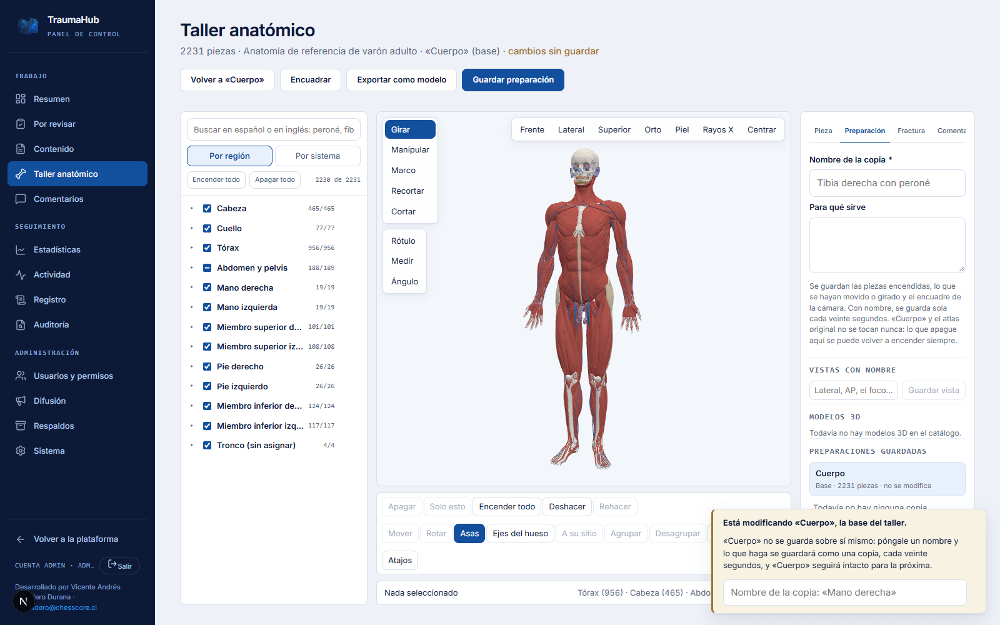 TraumaHub
PANEL DE CONTROL
TRABAJO
Resumen
Por revisar
Contenido
Taller anatómico
Comentarios
SEGUIMIENTO
Estadísticas
Actividad
Registro
Auditoría
ADMINISTRACIÓN
Usuarios y permisos
Difusión
Respaldos
Sistema
Volver a la plataforma
CUENTA ADMIN · ADM…
Salir
Desarrollado por Vicente Andrés
ero Durana ·
dero@chesscore.cl
N
Taller anatómico
2231 piezas · Anatomía de referencia de varón adulto · «Cuerpo» (base) · cambios sin guardar
Volver a «Cuerpo»
Encuadrar
Exportar como modelo
Guardar preparación
Buscar en español o en inglés: peroné, fib
Por región
Por sistema
Encender todo
Apagar todo
2230 de 2231
Cabeza 465/465
Cuello 77/77
Tórax 956/956
Abdomen y pelvis 188/189
Mano derecha 19/19
Mano izquierda 19/19
Miembro superior d... 101/101
Miembro superior iz... 108/108
Pie derecho 26/26
Pie izquierdo 26/26
Miembro inferior de... 124/124
Miembro inferior izq... 117/117
Tronco (sin asignar) 4/4
Girar
Manipular
Marco
Recortar
Cortar
Rótulo
Medir
Ángulo
Frente
Lateral
Superior
Orto
Piel
Rayos X
Centrar
Apagar
Solo esto
Encender todo
Deshacer
Rehacer
Mover
Rotar
Asas
Ejes del hueso
A su sitio
Agrupar
Desagrupar
Atajos
Nada seleccionado
Tórax (956) · Cabeza (465) · Abdo
Pieza
Preparación
Fractura
Comenta
Nombre de la copia *
Tibia derecha con peroné
Para qué sirve
Se guardan las piezas encendidas, lo que
se hayan movido o girado y el encuadre de
la cámara. Con nombre, se guarda sola
cada veinte segundos. «Cuerpo» y el atlas
original no se tocan nunca: lo que apague
aquí se puede volver a encender siempre.
VISTAS CON NOMBRE
Lateral, AP, el foco...
Guardar vista
MODELOS 3D
Todavía no hay modelos 3D en el catálogo.
PREPARACIONES GUARDADAS
Cuerpo
Base · 2231 piezas · no se modifica
Todavía no hay ninguna copia
Está modificando «Cuerpo», la base del taller.
«Cuerpo» no se guarda sobre sí mismo: póngale un nombre y
lo que haga se guardará como una copia, cada veinte
segundos, y «Cuerpo» seguirá intacto para la próxima.
Nombre de la copia: «Mano derecha»